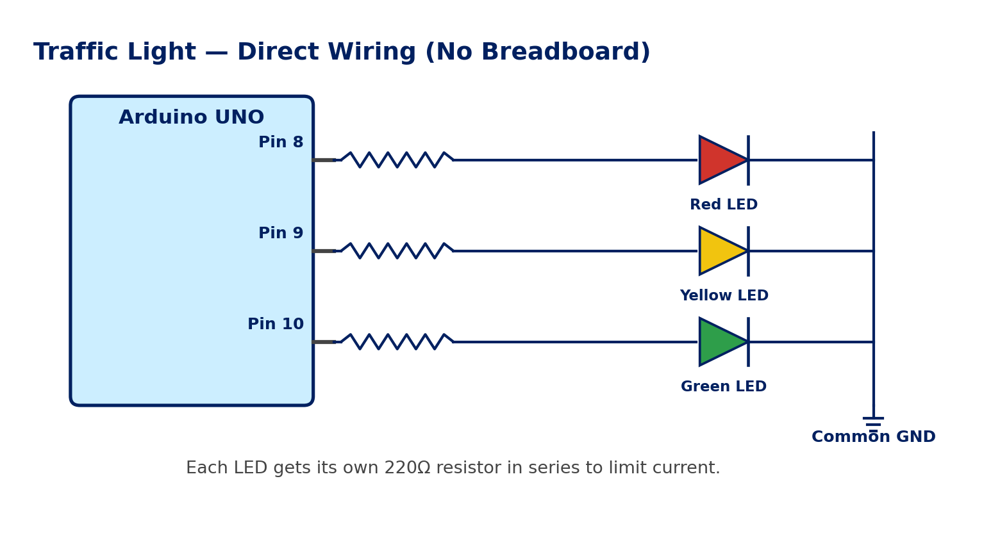 Traffic Light — Direct Wiring (No Breadboard)
Arduino UNO
Pin 8
Red LED
Pin 9
Yellow LED
Pin 10
Green LED
Common GND
Each LED gets its own 220Ω resistor in series to limit current.